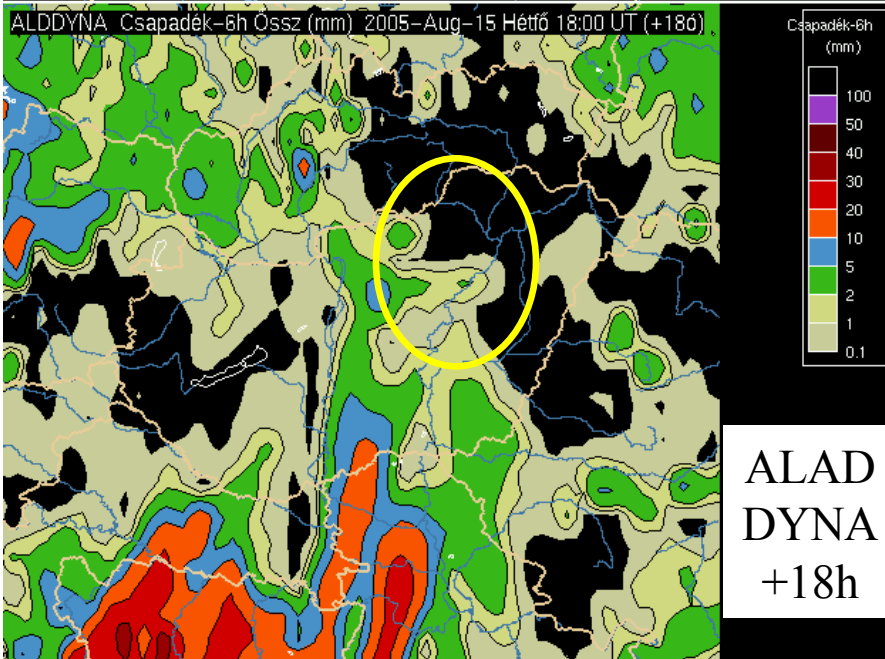 ALDDYNA Csapadék-6h Össz (mm) 2005-Aug-15 Hétfő 18:00 UT (+18ó)
Csapadék-6h
(mm)
100
50
40
30
20
10
5
2
1
0.1
ALAD
DYNA
+18h